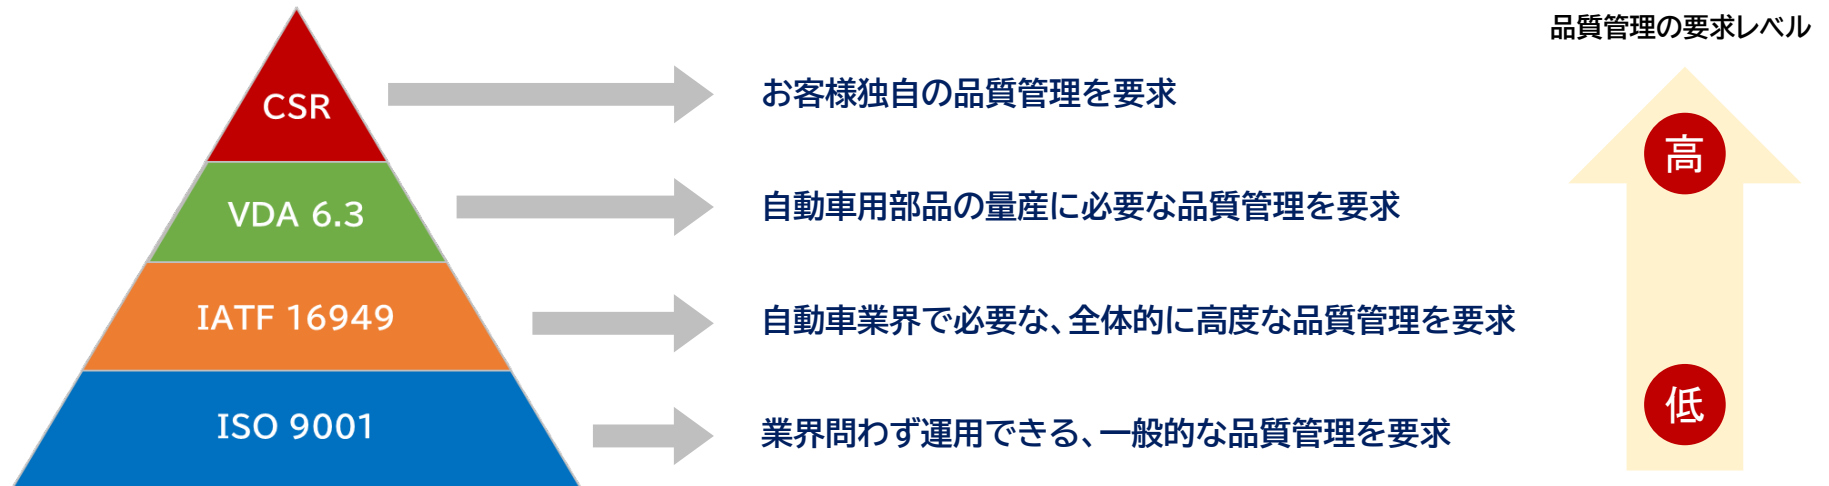 品質管理の要求レベル
CSR
お客様独自の品質管理を要求
高
VDA 6.3
自動車用部品の量産に必要な品質管理を要求
IATF 16949
自動車業界で必要な、全体的に高度な品質管理を要求
低
ISO 9001
業界問わず運用できる、一般的な品質管理を要求